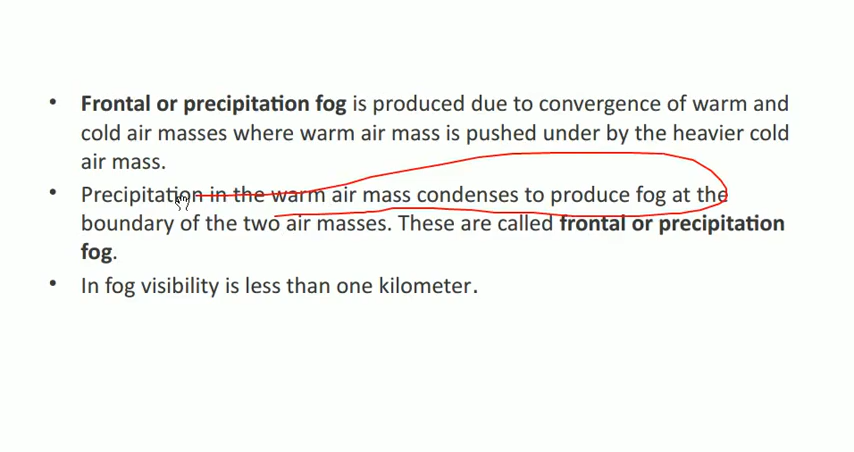 • Frontal or precipitation fog is produced due to convergence of warm and
cold air masses where warm air mass is pushed under by the heavier cold
air mass.
• Precipitation in the warm air mass condenses to produce fog at the
boundary of the two air masses. These are called frontal or precipitation
fog.
• In fog visibility is less than one kilometer.